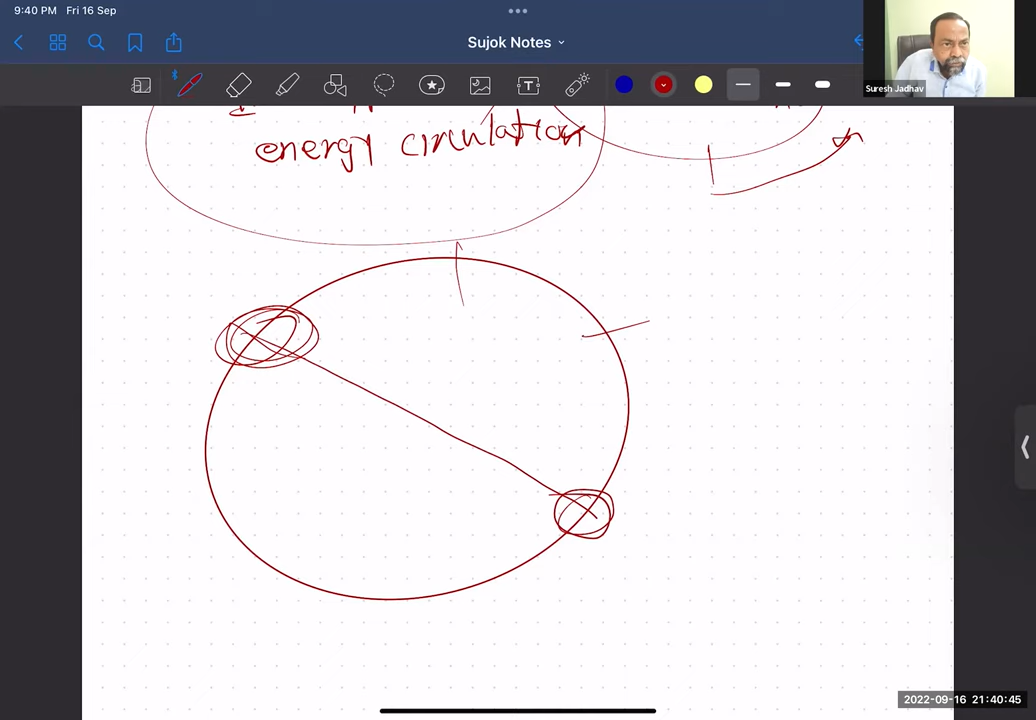 9:40 PM Fri 16 Sep
Sujok Notes
Suresh Jadhav
energy circulation
2022-09-16 21:40:45